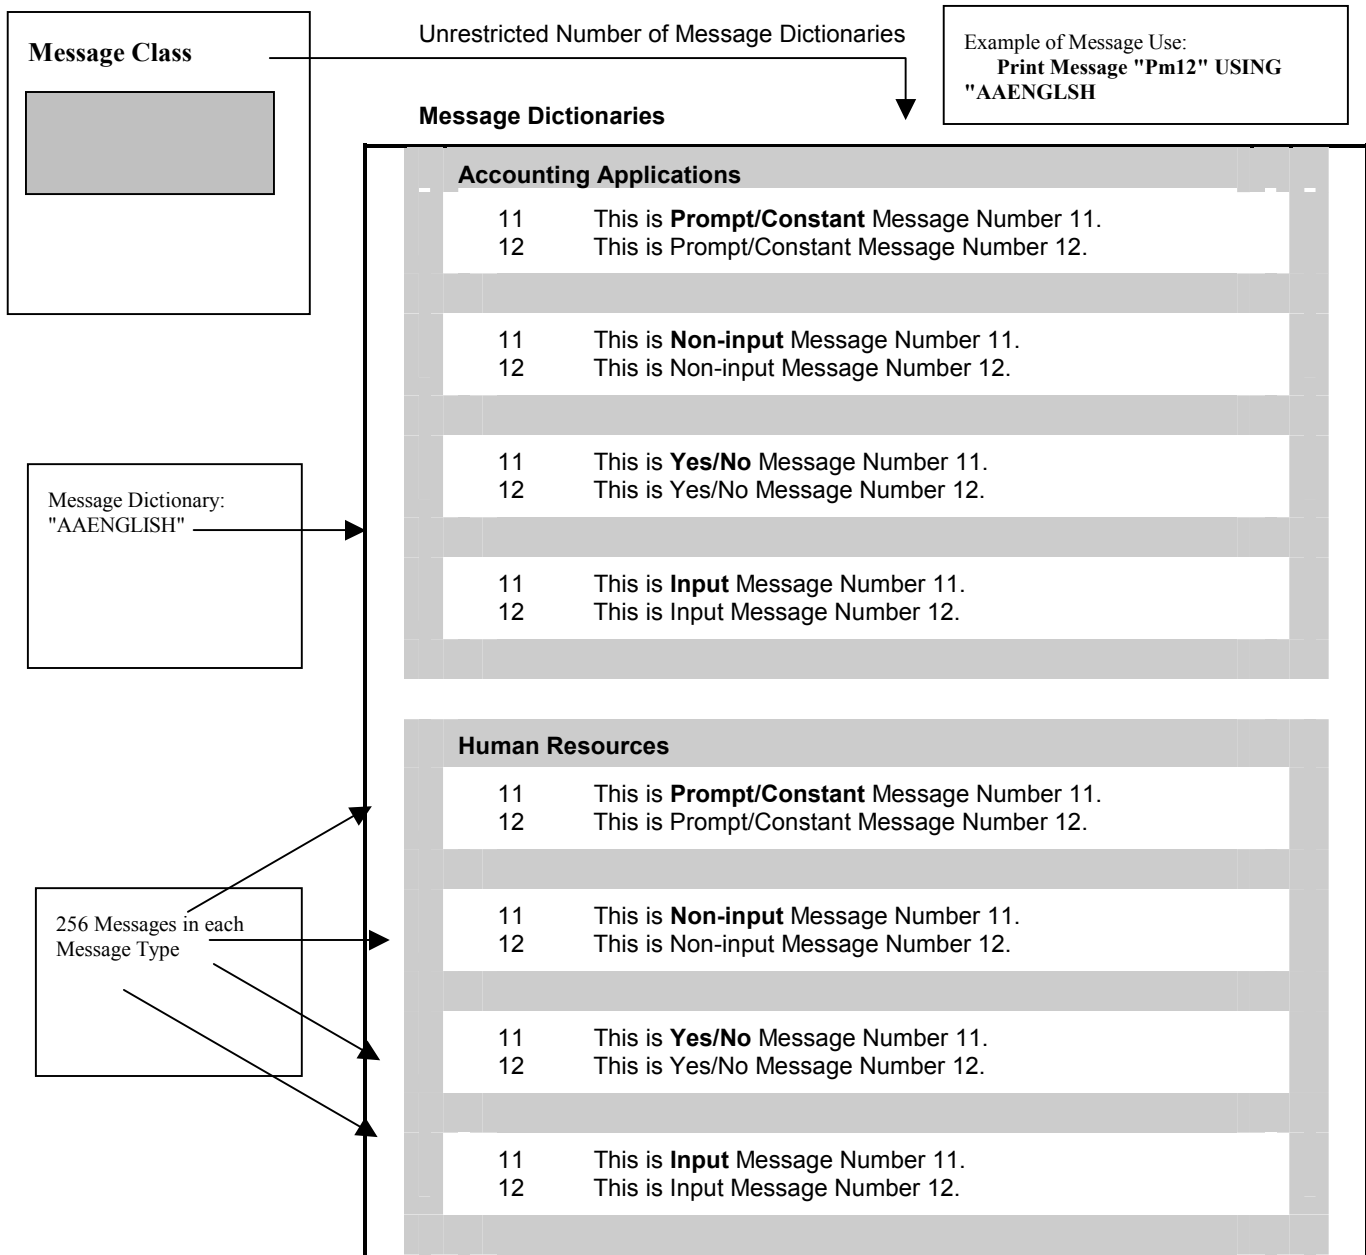 Message Class
Unrestricted Number of Message Dictionaries
Example of Message Use:
Print Message "Pm12" USING
"AAENGLSH
Message Dictionaries
Accounting Applications
11 This is Prompt/Constant Message Number 11.
12 This is Prompt/Constant Message Number 12.
11 This is Non-input Message Number 11.
12 This is Non-input Message Number 12.
11 This is Yes/No Message Number 11.
12 This is Yes/No Message Number 12.
Message Dictionary:
"AAENGLISH"
11 This is Input Message Number 11.
12 This is Input Message Number 12.
Human Resources
11 This is Prompt/Constant Message Number 11.
12 This is Prompt/Constant Message Number 12.
256 Messages in each
Message Type
11 This is Non-input Message Number 11.
12 This is Non-input Message Number 12.
11 This is Yes/No Message Number 11.
12 This is Yes/No Message Number 12.
11 This is Input Message Number 11.
12 This is Input Message Number 12.